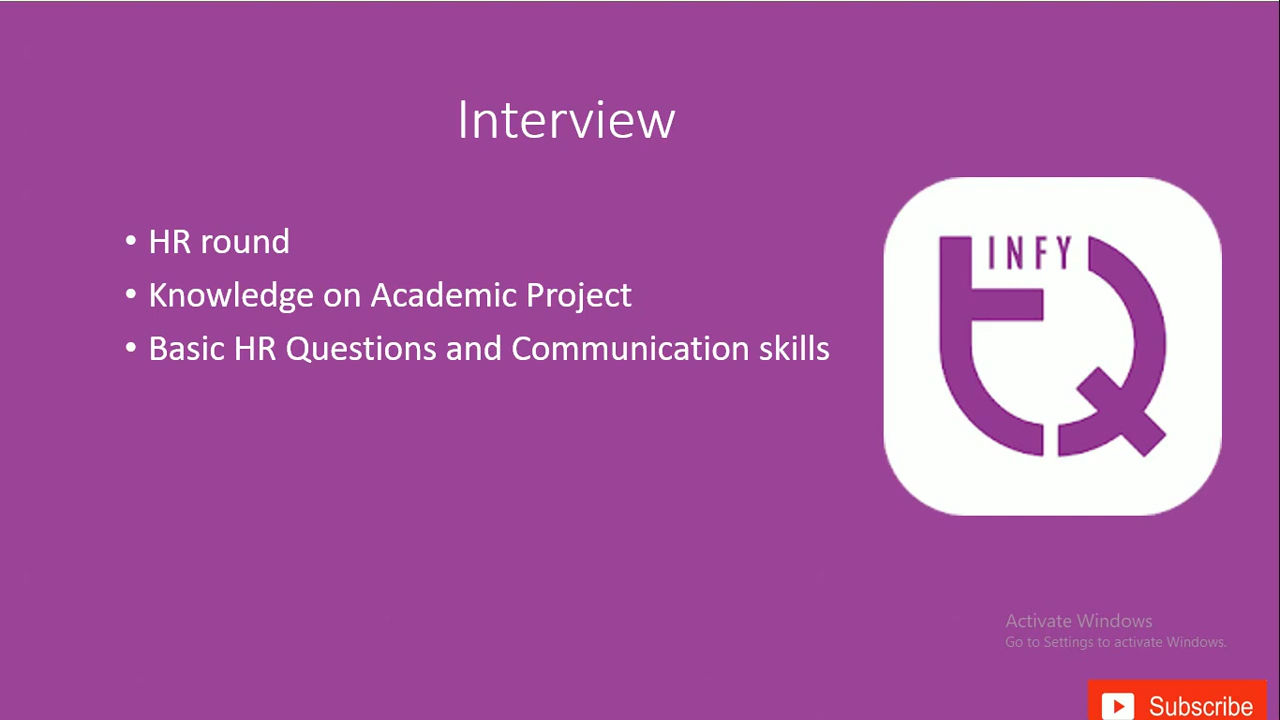 Interview
• HR round
• Knowledge on Academic Project
• Basic HR Questions and Communication skills
INFY
TQ
Activate Windows
Go to Settings to activate Windows.
Subscribe